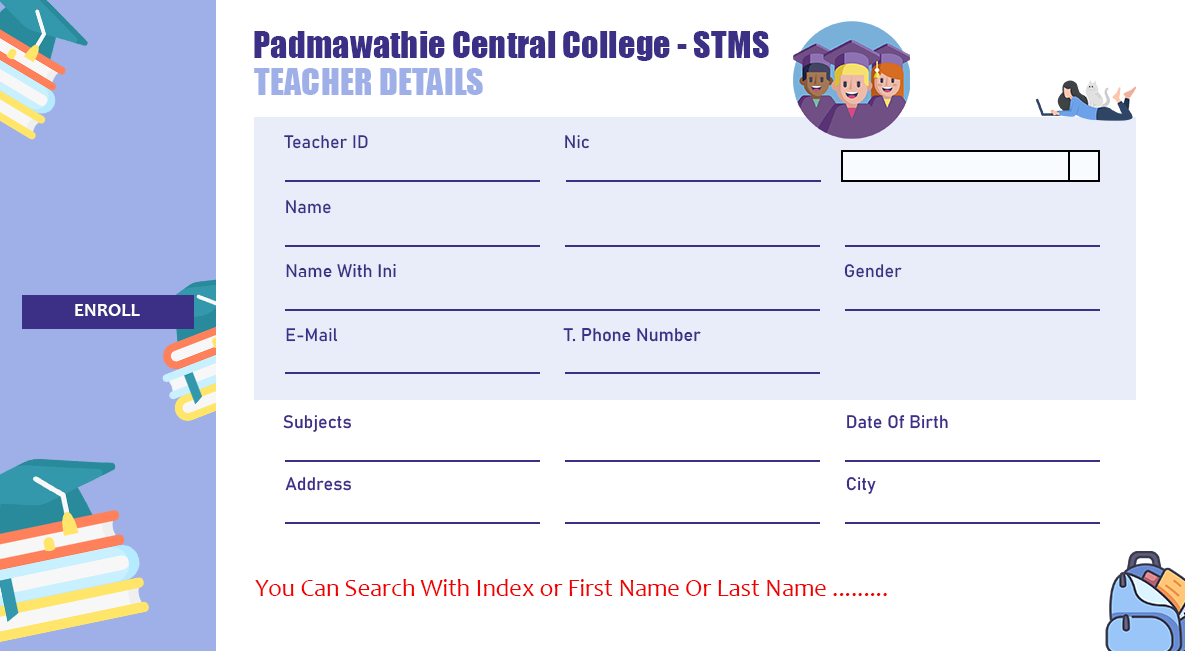 Padmawathie Central College - STMS
TEACHER DETAILS
Teacher ID
Nic
Name
Name With Ini
Gender
ENROLL
E-Mail
T. Phone Number
Subjects
Date Of Birth
Address
City
You Can Search With Index or First Name Or Last Name .........